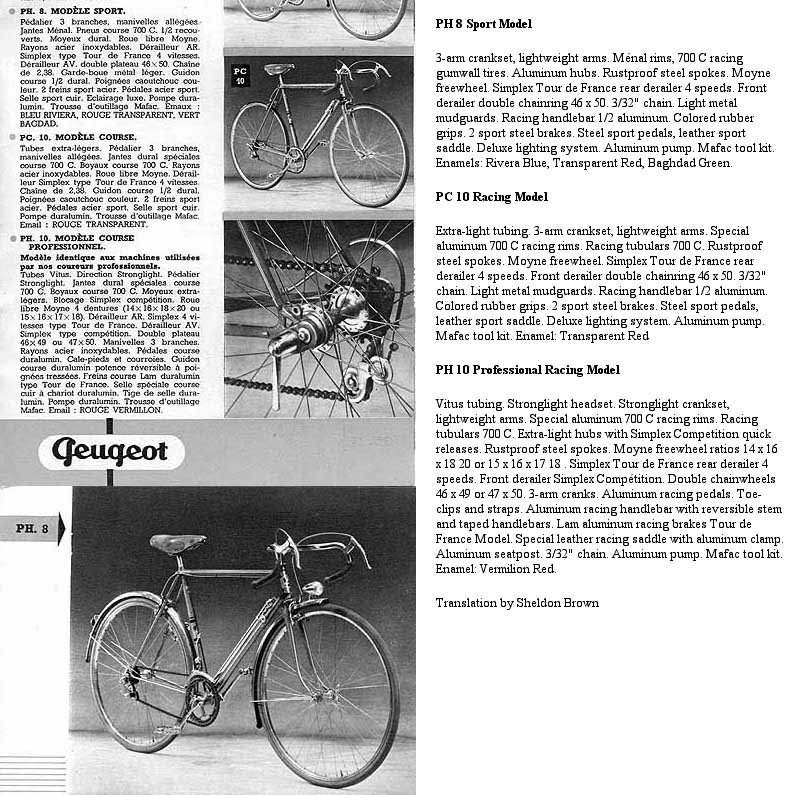 PH. 8. MODÈLE SPORT.
Pédalier 3 branches, manivelles allégées.
Jantes Ménal. Pneus course 700 C. 1/2 recou-
verts. Moyeux dural. Roue libre Moyne.
Rayons acier inoxydables. Dérailleur AR.
Simplex type Tour de France 4 vitesses.
Dérailleur AV. double plateau 46 × 50. Chaîne
de 2,38. Garde-boue métal léger. Guidon
course 1/2 dural. Poignées caoutchouc cou-
leur. 2 freins sport acier. Pédales acier sport.
Selle sport cuir. Eclairage luxe. Pompe dura-
lumin. Trousse d'outillage Mafac. Emaux :
BLEU RIVIERA, ROUGE TRANSPARENT, VERT
BAGDAD.
PC. 10. MODÈLE COURSE.
Tubes extra-légers. Pédalier 3 branches,
manivelles allégées. Jantes dural spéciales
course 700 C. Boyaux course 700 C. Rayons
acier inoxydables. Roue libre Moyne. Dérail-
leur Simplex type Tour de France 4 vitesses
Chaîne de 2,38. Guidon course 1/2 dural.
Poignées caoutchouc couleur. 2 freins sport
acier. Pédales acier sport. Selle sport cuir.
Pompe duralumin. Trousse d'outillage Mafac.
Email : ROUGE TRANSPARENT.
PH. 10. MODÈLE COURSE
PROFESSIONNEL.
Modèle identique aux machines utilisées
par nos coureurs professionnels.
Tubes Vitus. Direction Stronglight. Pédalier
Stronglight. Jantes dural spéciales course
700 C. Boyaux course 700 C. Moyeux extra-
légers. Blocage Simplex compétition. Roue
libre Moyne 4 dentures (14×16×18×20 ou
15×16×17×18). Dérailleur AR. Simplex 4 vi-
tesses type Tour de France. Dérailleur AV.
Simplex type compétition. Double plateau
46×49 ou 47×50. Manivelles 3 branches.
Rayons acier inoxydables. Pédales course
duralumin. Cale-pieds et courroies. Guidon
course duralumin potence réversible à poi-
gnées tressées. Freins course Lam duralumin
type Tour de France. Selle spéciale course
cuir à chariot duralumin. Tige de selle dura-
lumin. Pompe duralumin. Trousse d'outillage
Mafac. Email : ROUGE VERMILLON.
PC
10
Peugeot
PH. 8
PH 8 Sport Model
3-arm crankset, lightweight arms. Ménal rims, 700 C racing
gumwall tires. Aluminum hubs. Rustproof steel spokes. Moyne
freewheel. Simplex Tour de France rear derailer 4 speeds. Front
derailer double chainring 46 x 50. 3/32" chain. Light metal
mudguards. Racing handlebar 1/2 aluminum. Colored rubber
grips. 2 sport steel brakes. Steel sport pedals, leather sport
saddle. Deluxe lighting system. Aluminum pump. Mafac tool kit.
Enamels: Rivera Blue, Transparent Red, Baghdad Green.
PC 10 Racing Model
Extra-light tubing. 3-arm crankset, lightweight arms. Special
aluminum 700 C racing rims. Racing tubulars 700 C. Rustproof
steel spokes. Moyne freewheel. Simplex Tour de France rear
derailer 4 speeds. Front derailer double chainring 46 x 50. 3/32"
chain. Light metal mudguards. Racing handlebar 1/2 aluminum.
Colored rubber grips. 2 sport steel brakes. Steel sport pedals,
leather sport saddle. Deluxe lighting system. Aluminum pump.
Mafac tool kit. Enamel: Transparent Red
PH 10 Professional Racing Model
Vitus tubing. Stronglight headset. Stronglight crankset,
lightweight arms. Special aluminum 700 C racing rims. Racing
tubulars 700 C. Extra-light hubs with Simplex Competition quick
releases. Rustproof steel spokes. Moyne freewheel ratios 14 x 16
x 18 20 or 15 x 16 x 17 18 . Simplex Tour de France rear derailer 4
speeds. Front derailer Simplex Compétition. Double chainwheels
46 x 49 or 47 x 50. 3-arm cranks. Aluminum racing pedals. Toe-
clips and straps. Aluminum racing handlebar with reversible stem
and taped handlebars. Lam aluminum racing brakes Tour de
France Model. Special leather racing saddle with aluminum clamp.
Aluminum seatpost. 3/32" chain. Aluminum pump. Mafac tool kit.
Enamel: Vermilion Red.
Translation by Sheldon Brown